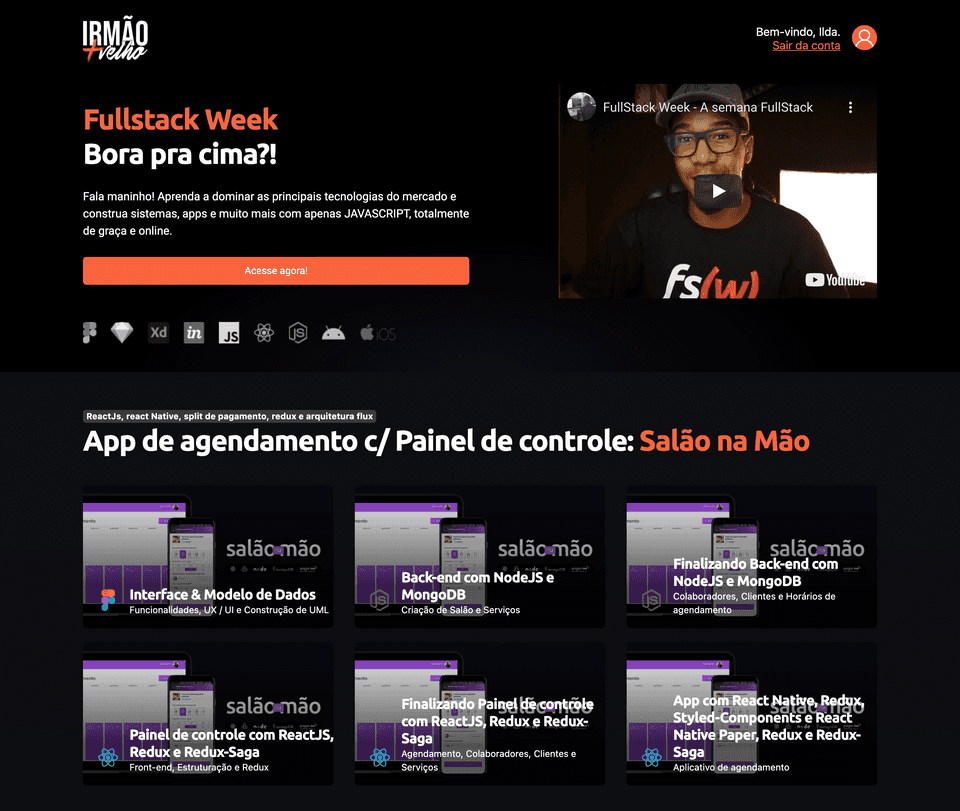 IRMÃO
+velho
Bem-vindo, Ilda.
Sair da conta
Fullstack Week
Bora pra cima?!
Fala maninho! Aprenda a dominar as principais tecnologias do mercado e
construa sistemas, apps e muito mais com apenas JAVASCRIPT, totalmente
de graça e online.
Acesse agora!
FullStack Week - A semana FullStack
fs(w)
YouTube
Xd
in
JS
JS
iOS
ReactJs, react Native, split de pagamento, redux e arquitetura flux
App de agendamento c/ Painel de controle: Salão na Mão
salão mão
Interface & Modelo de Dados
Funcionalidades, UX / UI e Construção de UML
salão mão
Back-end com NodeJS e
MongoDB
Criação de Salão e Serviços
salão mão
Finalizando Back-end com
NodeJS e MongoDB
Colaboradores, Clientes e Horários de
agendamento
salão mão
Painel de controle com ReactJS,
Redux e Redux-Saga
Front-end, Estruturação e Redux
salão mão
Finalizando Painel de controle
com ReactJS, Redux e Redux-
Saga
Agendamento, Colaboradores, Clientes e
Serviços
salão mão
App com React Native, Redux,
Styled-Components e React
Native Paper, Redux e Redux-
Saga
Aplicativo de agendamento